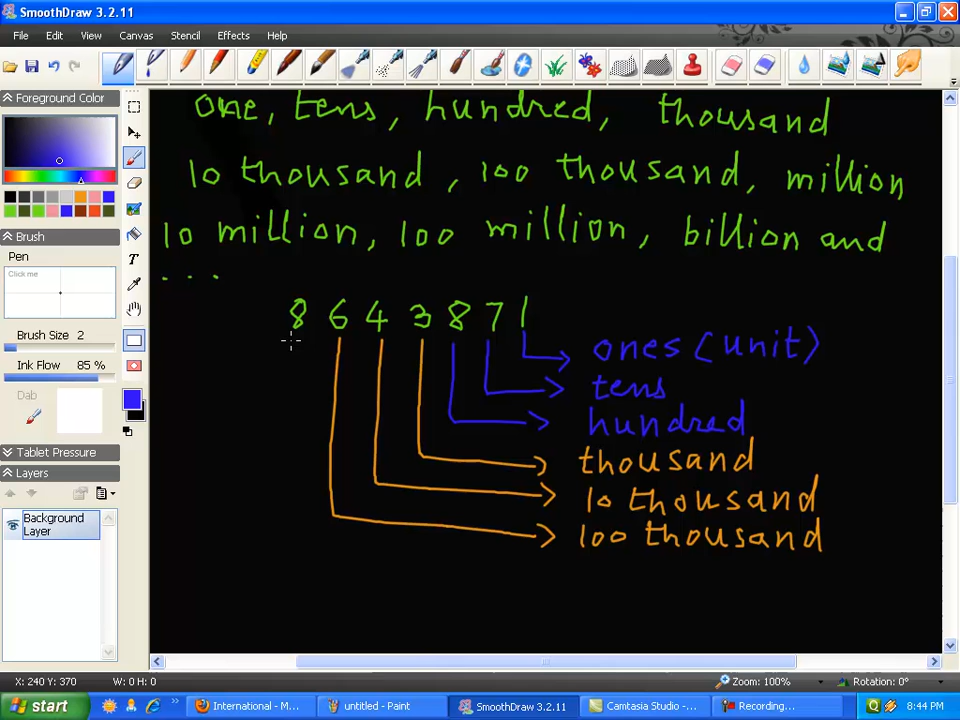 SmoothDraw 3.2.11
File Edit View Canvas Stencil Effects Help
Foreground Color
Brush
Pen
Click me
Brush Size 2
Ink Flow 85 %
Dab
Tablet Pressure
Layers
Background Layer
one, tens, hundred, thousand
10 thousand, 100 thousand, million
10 million, 100 million, billion and
...
8 6 4 3 8 7 1
ones (unit)
tens
hundred
thousand
10 thousand
100 thousand
X: 240 Y: 370 W: 0 H: 0 Zoom: 100% Rotation: 0°
start International - M... untitled - Paint SmoothDraw 3.2.11 Camtasia Studio - ... Recording... 8:44 PM